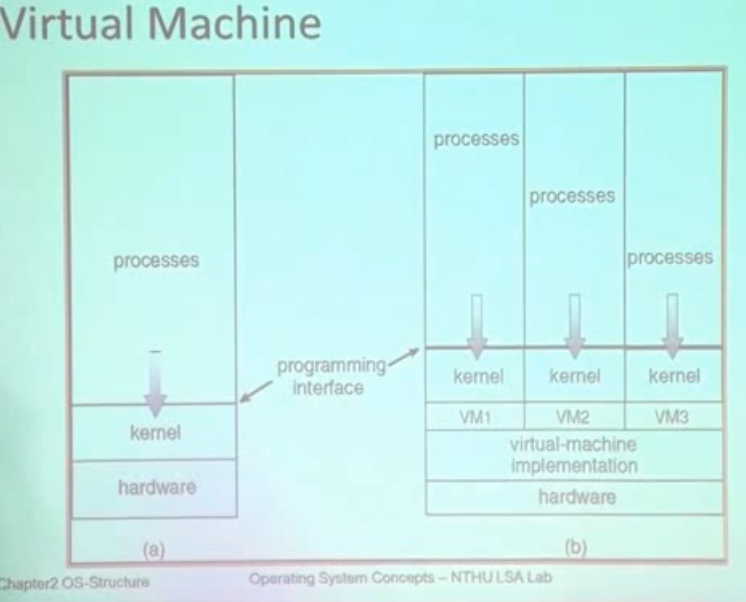 Virtual Machine
processes
kernel
hardware
(a)
programming
interface
processes
processes
processes
kernel
kernel
kernel
VM1
VM2
VM3
virtual-machine
implementation
hardware
(b)
Chapter2 OS-Structure
Operating System Concepts – NTHU LSA Lab